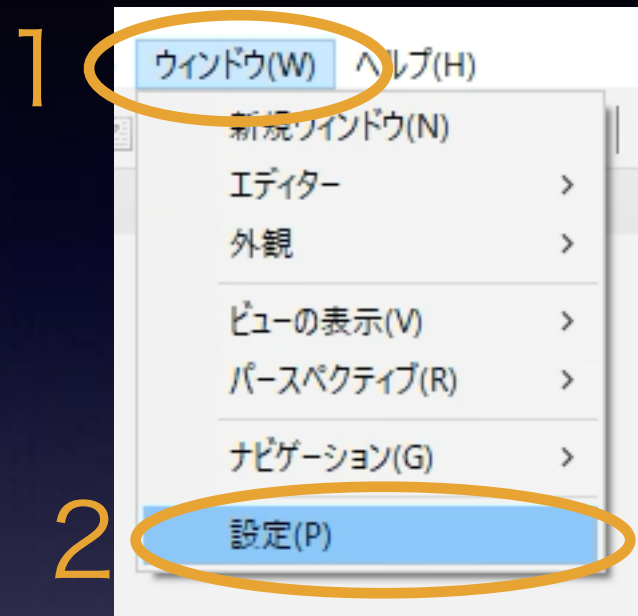 1
ウィンドウ(W) ヘルプ(H)
新規ウィンドウ(N)
エディター >
外観 >
ビューの表示(V) >
パースペクティブ(R) >
ナビゲーション(G) >
2
設定(P)